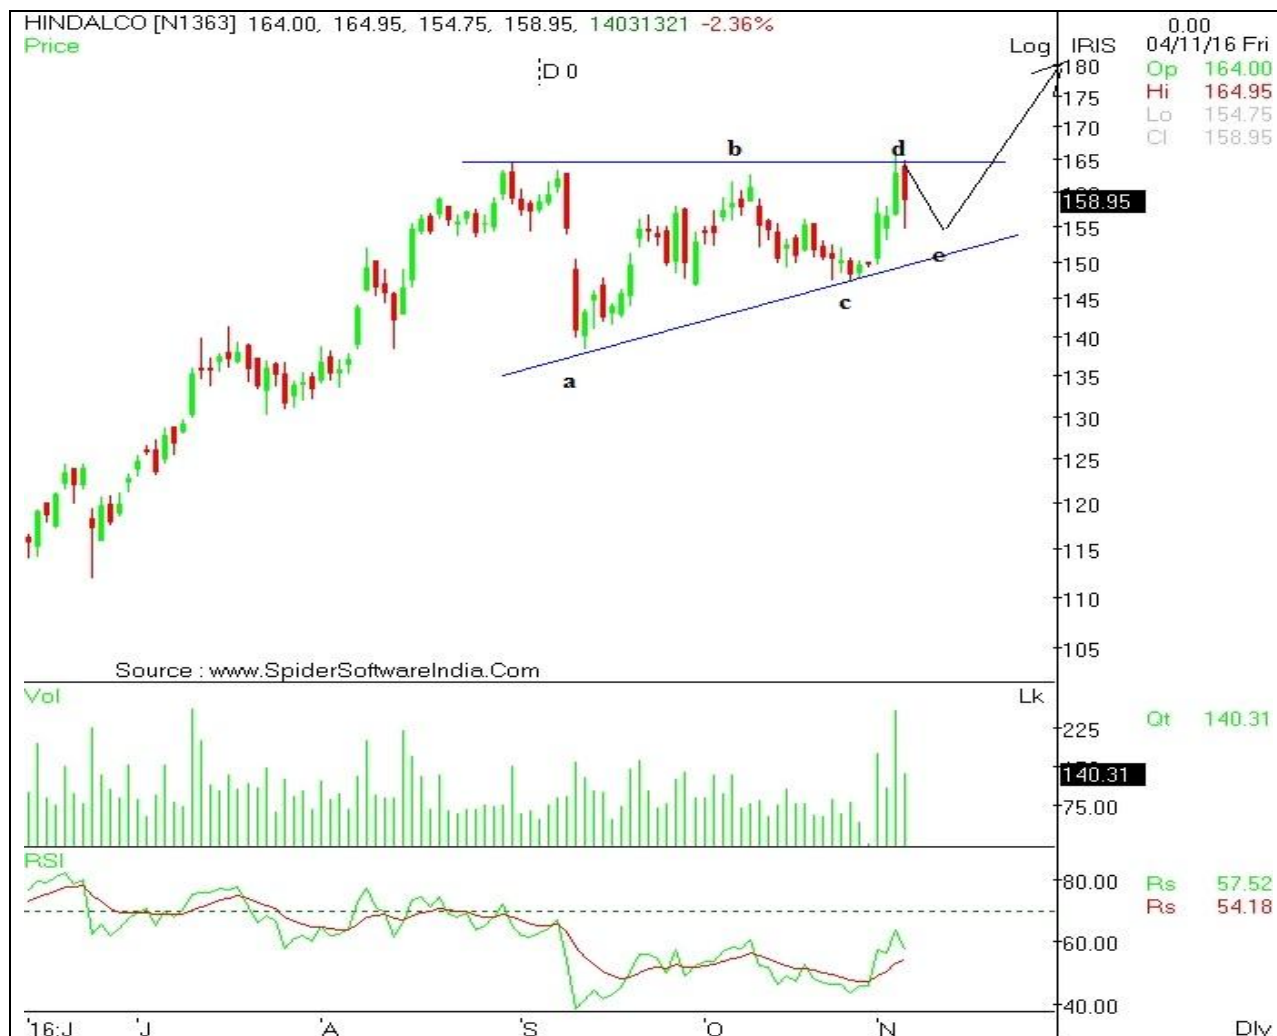 HINDALCO [N1363] 164.00, 164.95, 154.75, 158.95, 14031321 -2.36%
Price
Log
IRIS
0.00
04/11/16 Fri
Op 164.00
Hi 164.95
Lo 154.75
Cl 158.95
D 0
180
175
170
165
158.95
155
150
145
140
135
130
125
120
115
110
105
b
d
e
c
a
Source : www.SpiderSoftwareIndia.Com
Vol
Lk
225
140.31
75.00
Qt 140.31
RSI
80.00
60.00
40.00
Rs 57.52
Rs 54.18
'16:J
'J
'A
'S
'O
'N
Dly